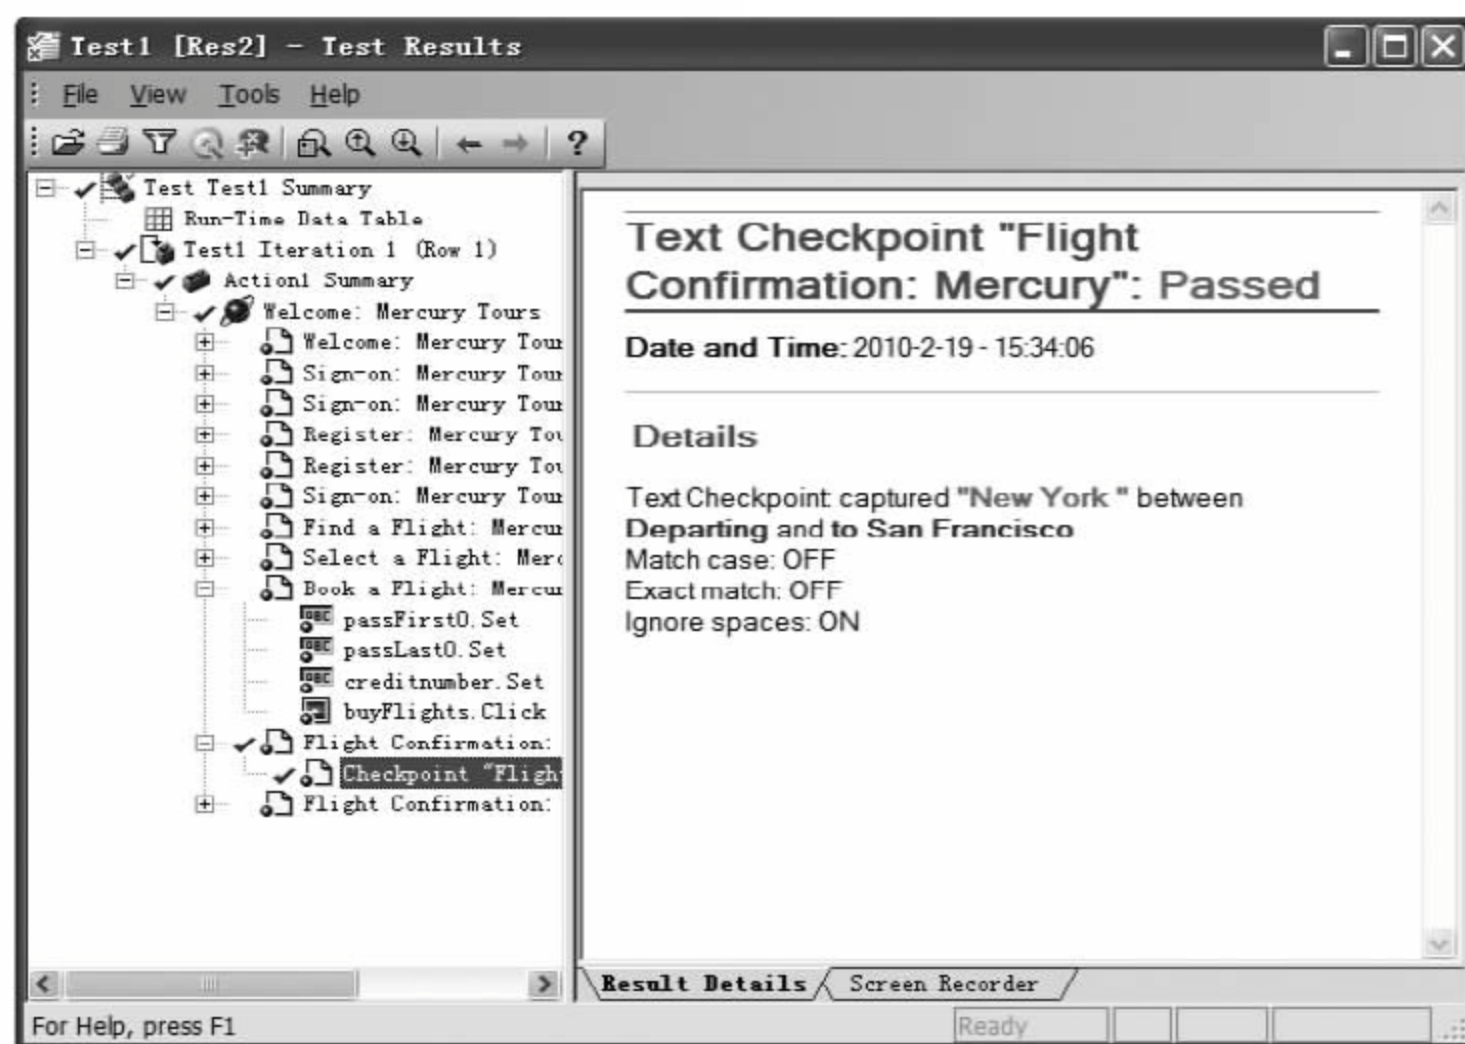 Test1 [Res2] - Test Results
File View Tools Help
?
Test Test1 Summary
Run-Time Data Table
Test1 Iteration 1 (Row 1)
Action1 Summary
Welcome: Mercury Tours
Welcome: Mercury Tour
Sign-on: Mercury Tour
Sign-on: Mercury Tour
Register: Mercury Tou
Register: Mercury Tou
Sign-on: Mercury Tour
Find a Flight: Mercur
Select a Flight: Merc
Book a Flight: Mercur
passFirst0.Set
passLast0.Set
creditnumber.Set
buyFlights.Click
Flight Confirmation:
Checkpoint "Fligh
Flight Confirmation:
Text Checkpoint "Flight
Confirmation: Mercury": Passed
Date and Time: 2010-2-19 - 15:34:06
Details
Text Checkpoint: captured "New York " between
Departing and to San Francisco
Match case: OFF
Exact match: OFF
Ignore spaces: ON
Result Details Screen Recorder
For Help, press F1 Ready